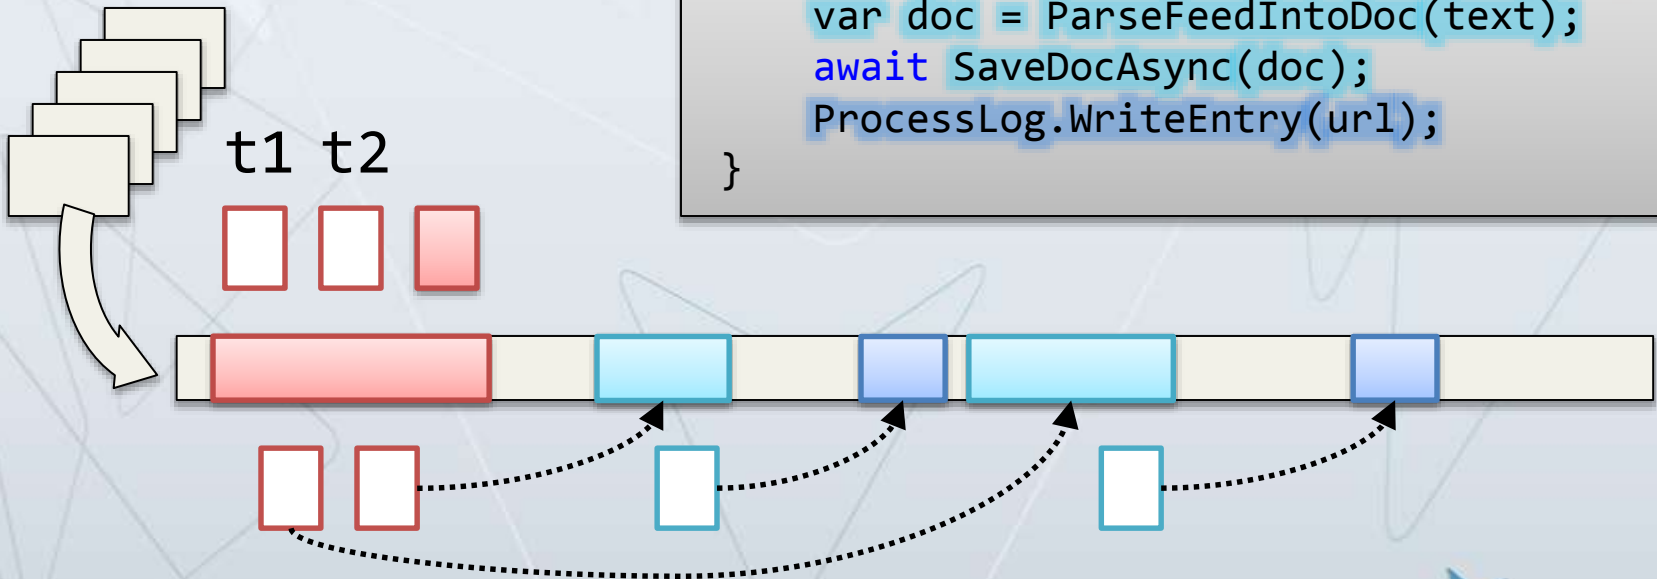 var doc = ParseFeedIntoDoc(text);
await SaveDocAsync(doc);
ProcessLog.WriteEntry(url);
}
t1 t2